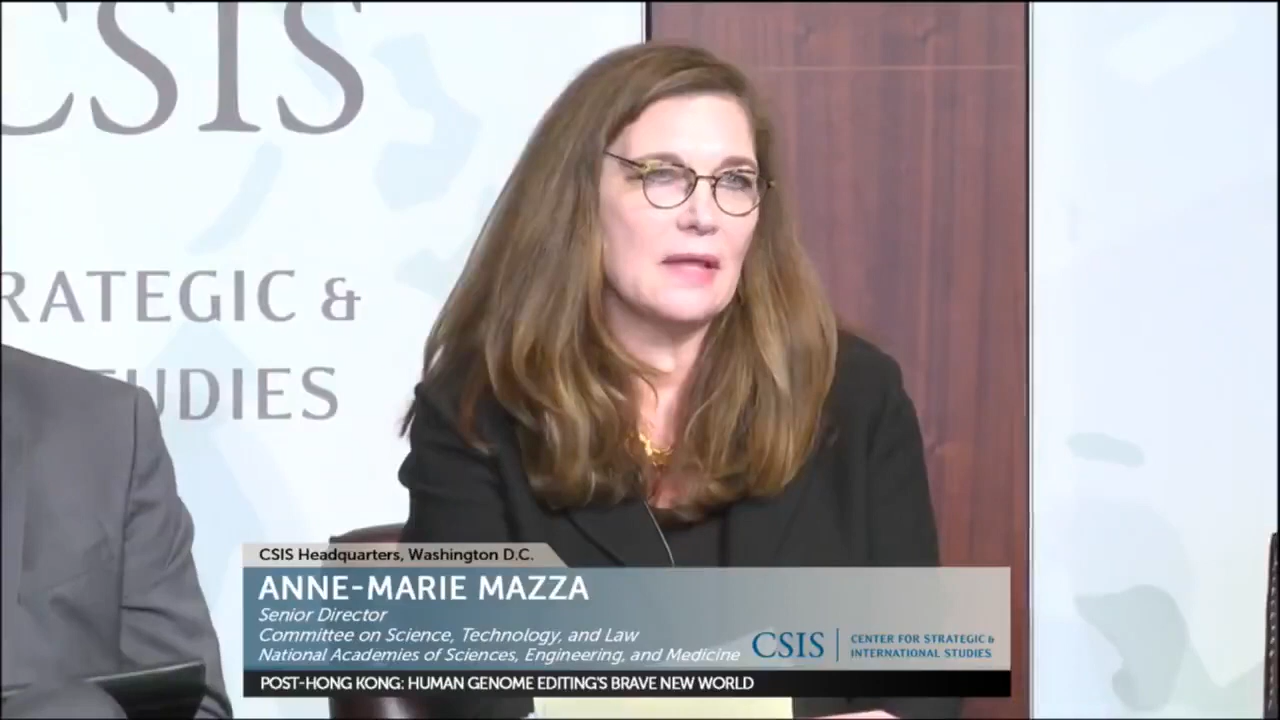 CSIS
RATEGIC &
UDIES
CSIS Headquarters, Washington D.C.
ANNE-MARIE MAZZA
Senior Director
Committee on Science, Technology, and Law
National Academies of Sciences, Engineering, and Medicine
CSIS
CENTER FOR STRATEGIC &
INTERNATIONAL STUDIES
POST-HONG KONG: HUMAN GENOME EDITING'S BRAVE NEW WORLD